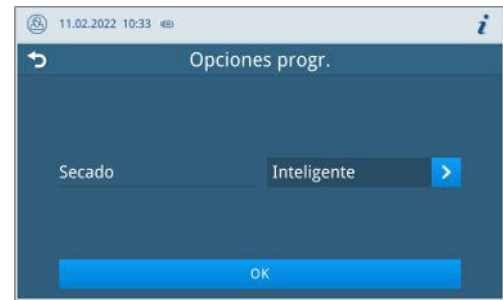 11.02.2022 10:33
i
Opciones progr.
Secado
Inteligente
OK